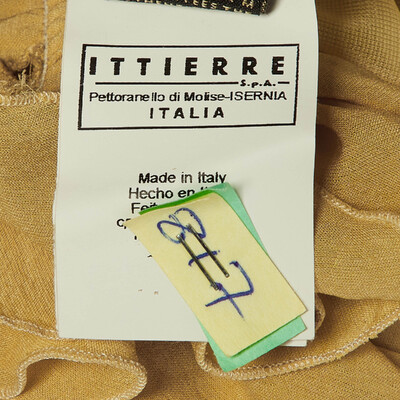 ITTIERRE
S.p.A.
Pettoranello di Molise-ISERNIA
ITALIA
Made in Italy
Hecho en